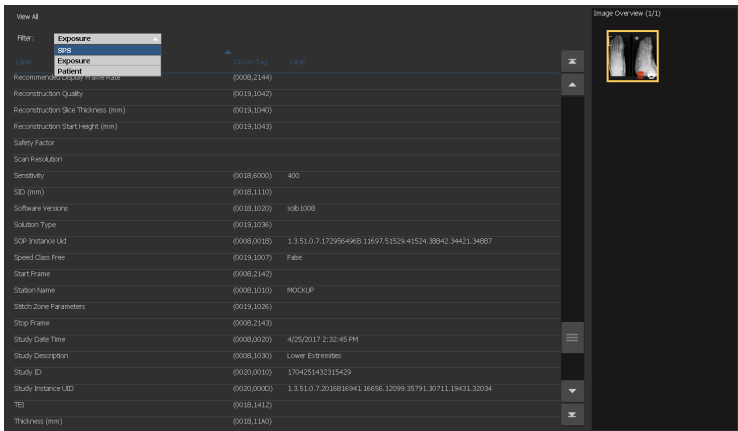 View All
Image Overview (1/1)
Filter: Exposure
SPS
Exposure
Patient
Label Dicom Tag Value
Recommended Display Frame Rate (0008,2144)
Reconstruction Quality (0019,1042)
Reconstruction Slice Thickness (mm) (0019,1040)
Reconstruction Start Height (mm) (0019,1043)
Safety Factor
Scan Resolution
Sensitivity (0018,6000) 400
SID (mm) (0018,1110)
Software Versions (0018,1020) solb1008
Solution Type (0019,1036)
SOP Instance Uid (0008,0018) 1.3.51.0.7.1729564968.11697.51529.41524.38842.34421.34887
Speed Class Free (0019,1007) False
Start Frame (0008,2142)
Station Name (0008,1010) MOCKUP
Stitch Zone Parameters (0019,1026)
Stop Frame (0008,2143)
Study Date Time (0008,0020) 4/25/2017 2:32:45 PM
Study Description (0008,1030) Lower Extremities
Study ID (0020,0010) 1704251432315429
Study Instance UID (0020,000D) 1.3.51.0.7.2016816941.16656.12099.35791.30711.19431.32034
TEI (0018,1412)
Thickness (mm) (0018,11A0)